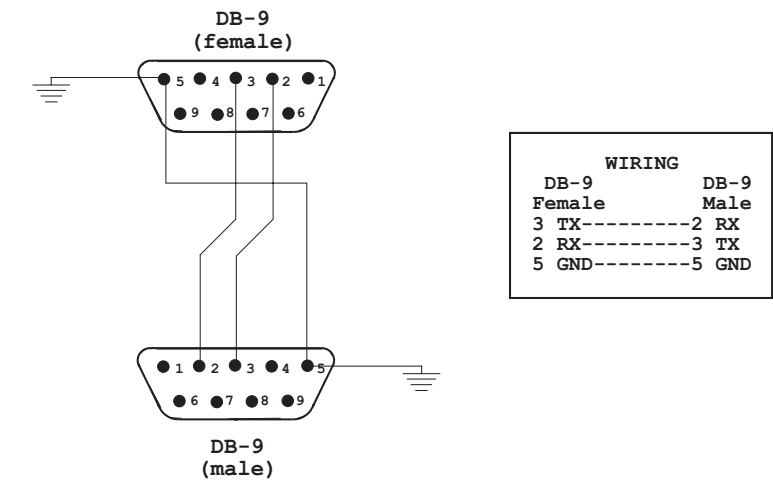 DB-9
(female)
5 4 3 2 1
9 8 7 6
WIRING
DB-9 DB-9
Female Male
3 TX---------2 RX
2 RX---------3 TX
5 GND--------5 GND
1 2 3 4 5
6 7 8 9
DB-9
(male)